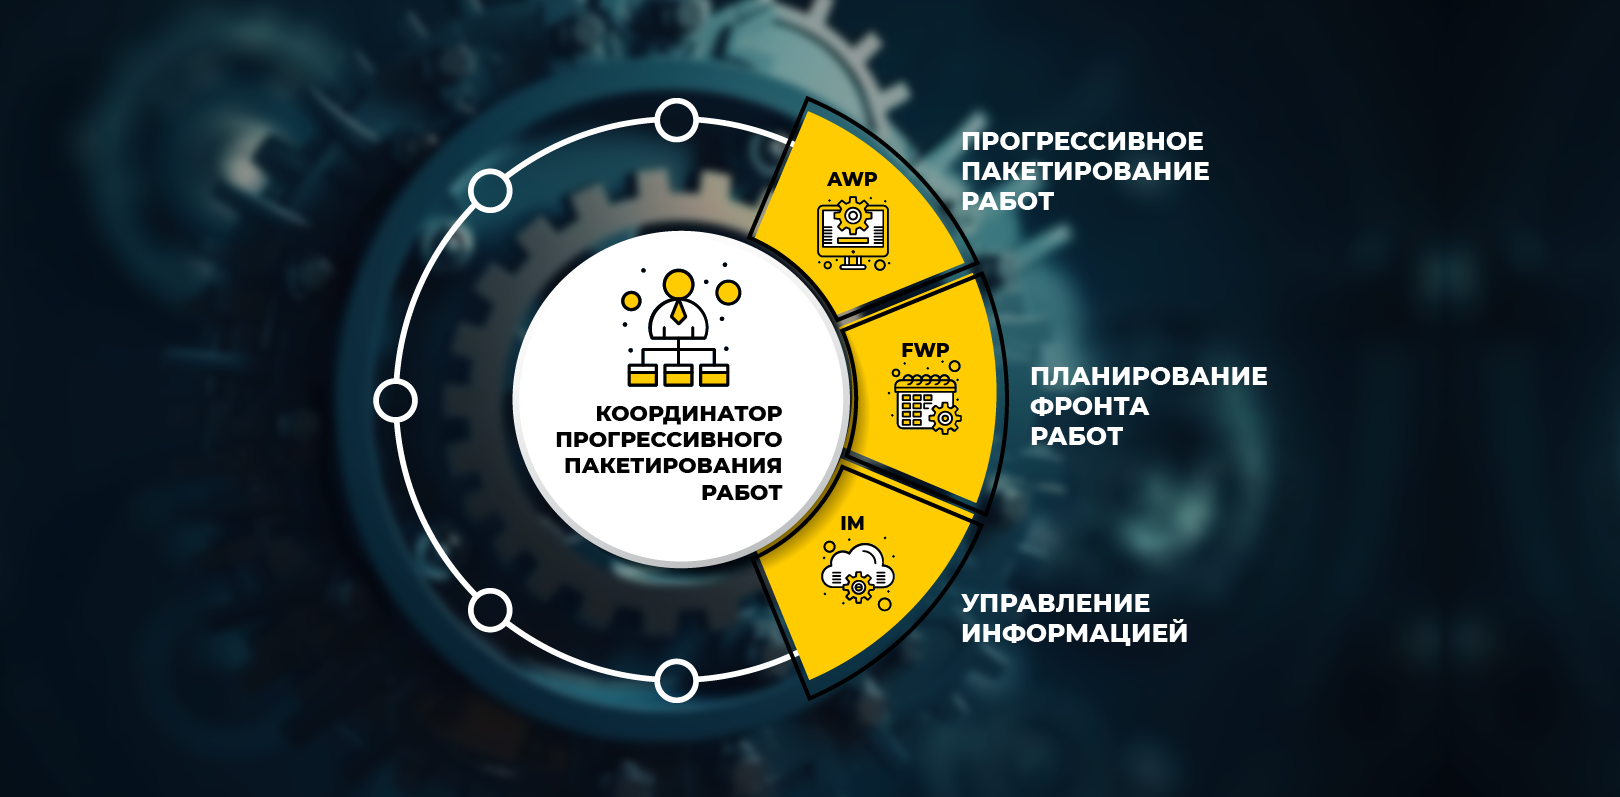 КООРДИНАТОР
ПРОГРЕССИВНОГО
ПАКЕТИРОВАНИЯ
РАБОТ
AWP
ПРОГРЕССИВНОЕ
ПАКЕТИРОВАНИЕ
РАБОТ
FWP
ПЛАНИРОВАНИЕ
ФРОНТА
РАБОТ
IM
УПРАВЛЕНИЕ
ИНФОРМАЦИЕЙ